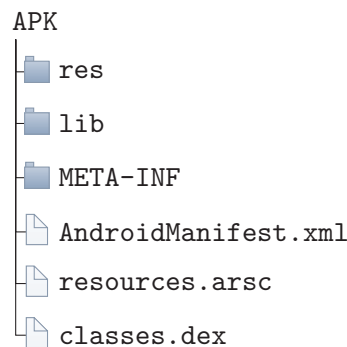 APK
res
lib
META-INF
AndroidManifest.xml
resources.arsc
classes.dex